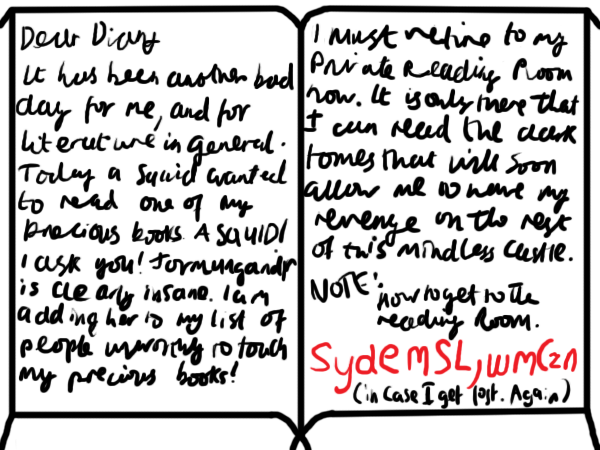 Dear Diary
It has been another bad
day for me, and for
literature in general.
Today a squid wanted
to read one of my
precious books. A SQUID!
I ask you! Jormungandr
is clearly insane. I am
adding her to my list of
people unworthy to touch
my precious books!
I must retire to my
Private Reading Room
now. It is only there that
I can read the dark
tomes that will soon
allow me to have my
revenge on the rest
of this mindless castle.
NOTE: how to get to the
reading Room.
SydemSL,wmCzn
(in case I get lost. Again)